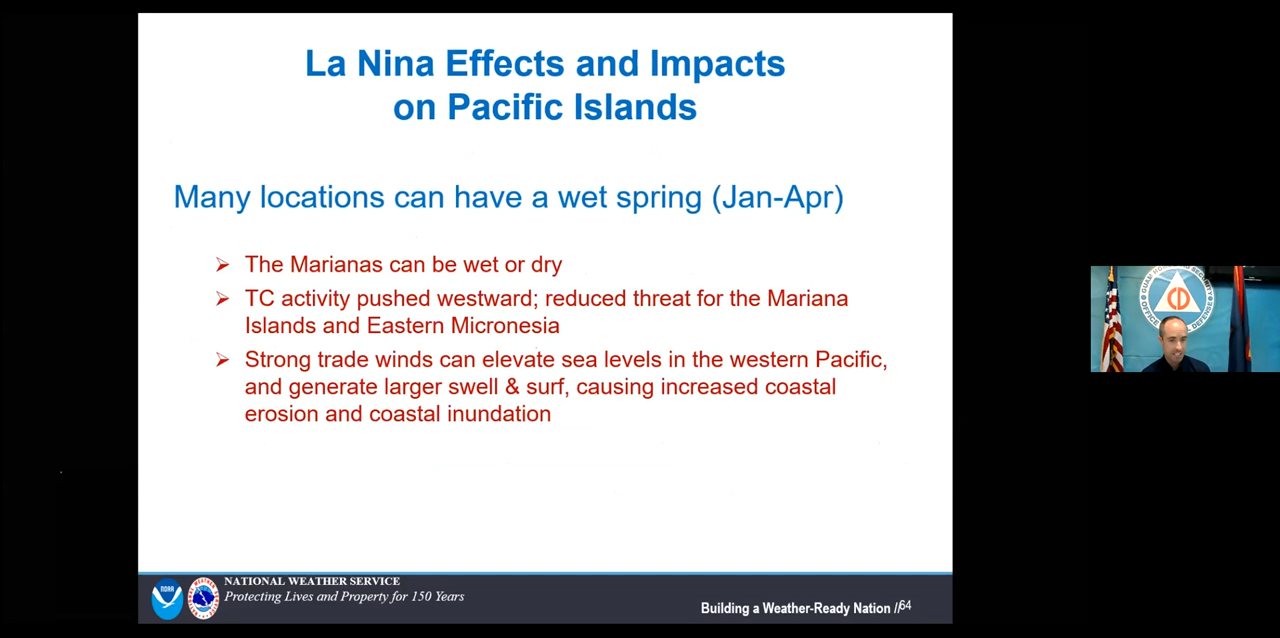 La Nina Effects and Impacts
on Pacific Islands
Many locations can have a wet spring (Jan-Apr)
The Marianas can be wet or dry
TC activity pushed westward; reduced threat for the Mariana
Islands and Eastern Micronesia
Strong trade winds can elevate sea levels in the western Pacific,
and generate larger swell & surf, causing increased coastal
erosion and coastal inundation
NOAA
NATIONAL WEATHER SERVICE
Protecting Lives and Property for 150 Years
Building a Weather-Ready Nation // 64
CD